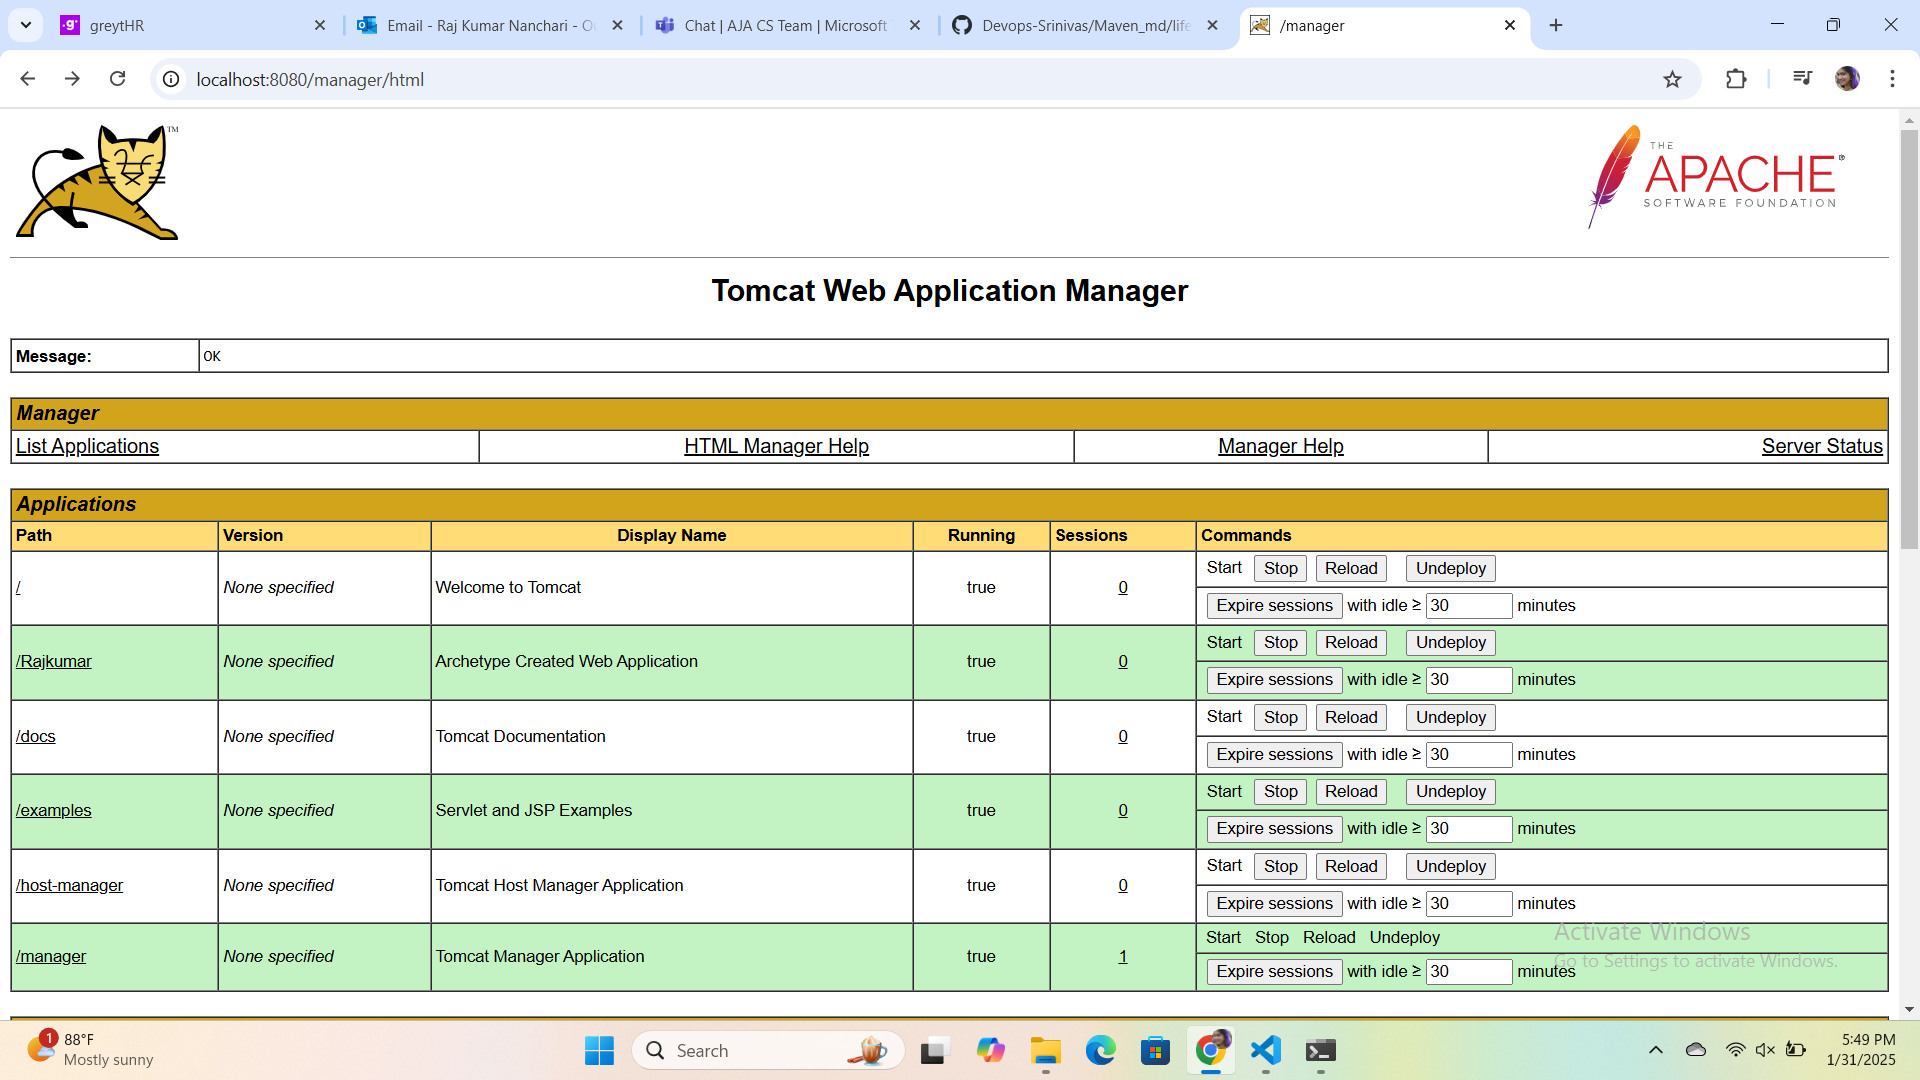 greytHR
Email - Raj Kumar Nanchari - Ou
Chat | AJA CS Team | Microsoft
Devops-Srinivas/Maven_md/life
/manager
localhost:8080/manager/html
TM
THE
APACHE®
SOFTWARE FOUNDATION
Tomcat Web Application Manager
Message: OK
Manager
List Applications HTML Manager Help Manager Help Server Status
Applications
Path Version Display Name Running Sessions Commands
/ None specified Welcome to Tomcat true 0 Start Stop Reload Undeploy
Expire sessions with idle ≥ 30 minutes
/Rajkumar None specified Archetype Created Web Application true 0 Start Stop Reload Undeploy
Expire sessions with idle ≥ 30 minutes
/docs None specified Tomcat Documentation true 0 Start Stop Reload Undeploy
Expire sessions with idle ≥ 30 minutes
/examples None specified Servlet and JSP Examples true 0 Start Stop Reload Undeploy
Expire sessions with idle ≥ 30 minutes
/host-manager None specified Tomcat Host Manager Application true 0 Start Stop Reload Undeploy
Expire sessions with idle ≥ 30 minutes
/manager None specified Tomcat Manager Application true 1 Start Stop Reload Undeploy
Expire sessions with idle ≥ 30 minutes
Activate Windows
Go to Settings to activate Windows.
1
88°F
Mostly sunny
Search
5:49 PM
1/31/2025